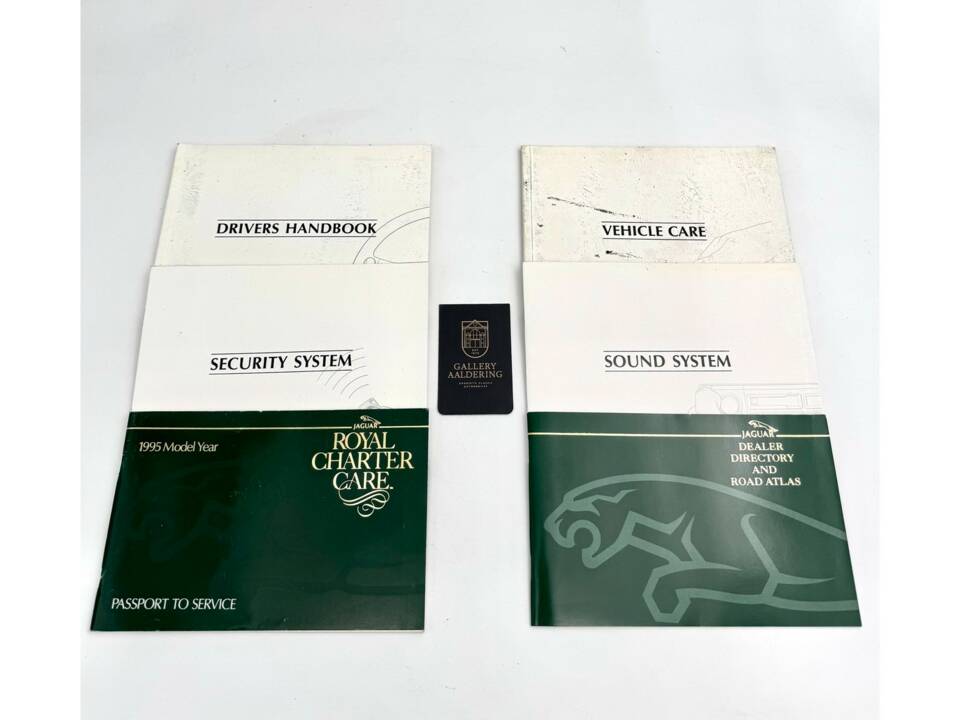 DRIVERS HANDBOOK
VEHICLE CARE
SECURITY SYSTEM
SOUND SYSTEM
GALLERY
AALDERING
1995 Model Year
JAGUAR
ROYAL
CHARTER
CARE
PASSPORT TO SERVICE
JAGUAR
DEALER
DIRECTORY
AND
ROAD ATLAS